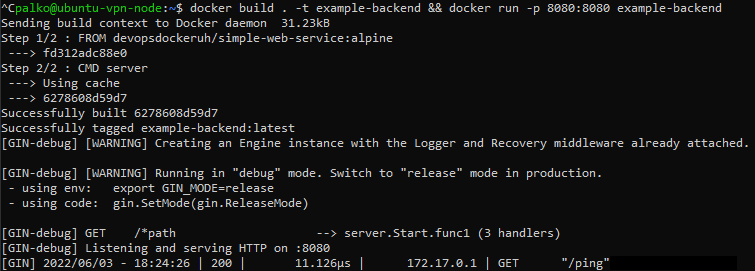 ^Cpalko@ubuntu-vpn-node:~$ docker build . -t example-backend && docker run -p 8080:8080 example-backend
Sending build context to Docker daemon  31.23kB
Step 1/2 : FROM devopsdockeruh/simple-web-service:alpine
 ---> fd312adc88e0
Step 2/2 : CMD server
 ---> Using cache
 ---> 6278608d59d7
Successfully built 6278608d59d7
Successfully tagged example-backend:latest
[GIN-debug] [WARNING] Creating an Engine instance with the Logger and Recovery middleware already attached.
[GIN-debug] [WARNING] Running in "debug" mode. Switch to "release" mode in production.
 - using env:   export GIN_MODE=release
 - using code:  gin.SetMode(gin.ReleaseMode)
[GIN-debug] GET    /*path                    --> server.Start.func1 (3 handlers)
[GIN-debug] Listening and serving HTTP on :8080
[GIN] 2022/06/03 - 18:24:26 | 200 |      11.126µs |      172.17.0.1 | GET      "/ping"